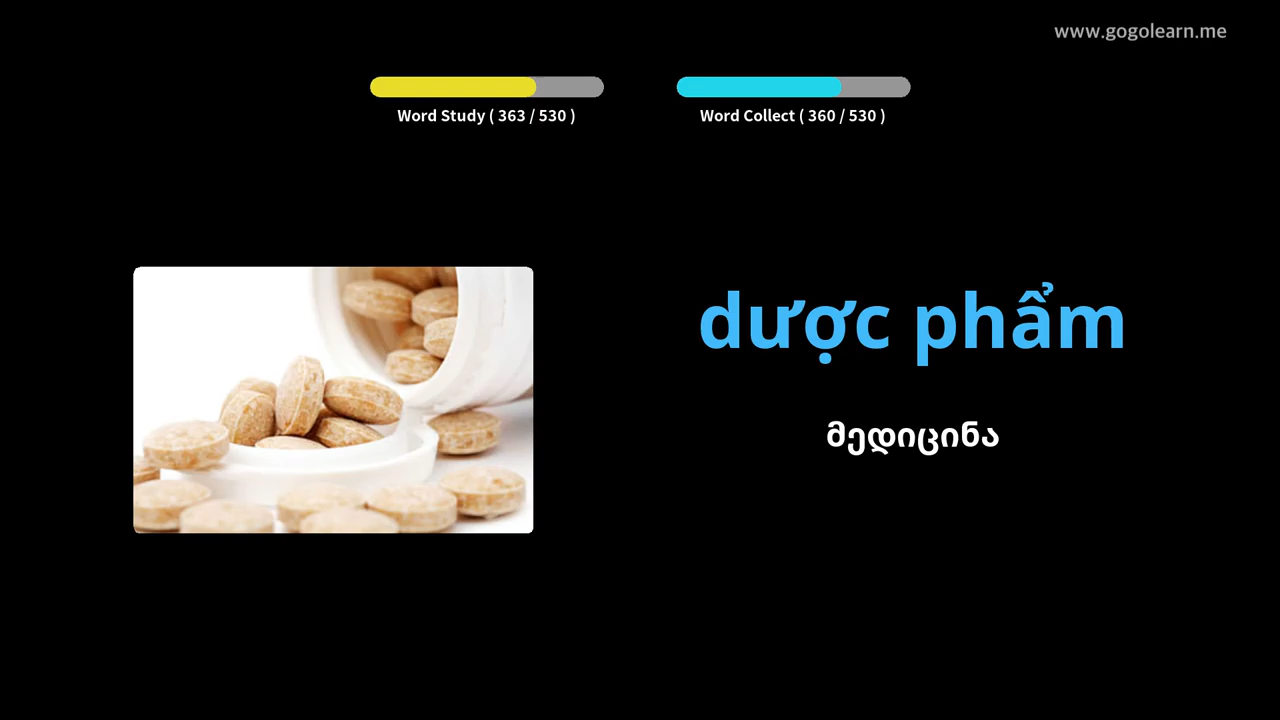 www.gogolearn.me
Word Study ( 363 / 530 )
Word Collect ( 360 / 530 )
dược phẩm
მედიცინა